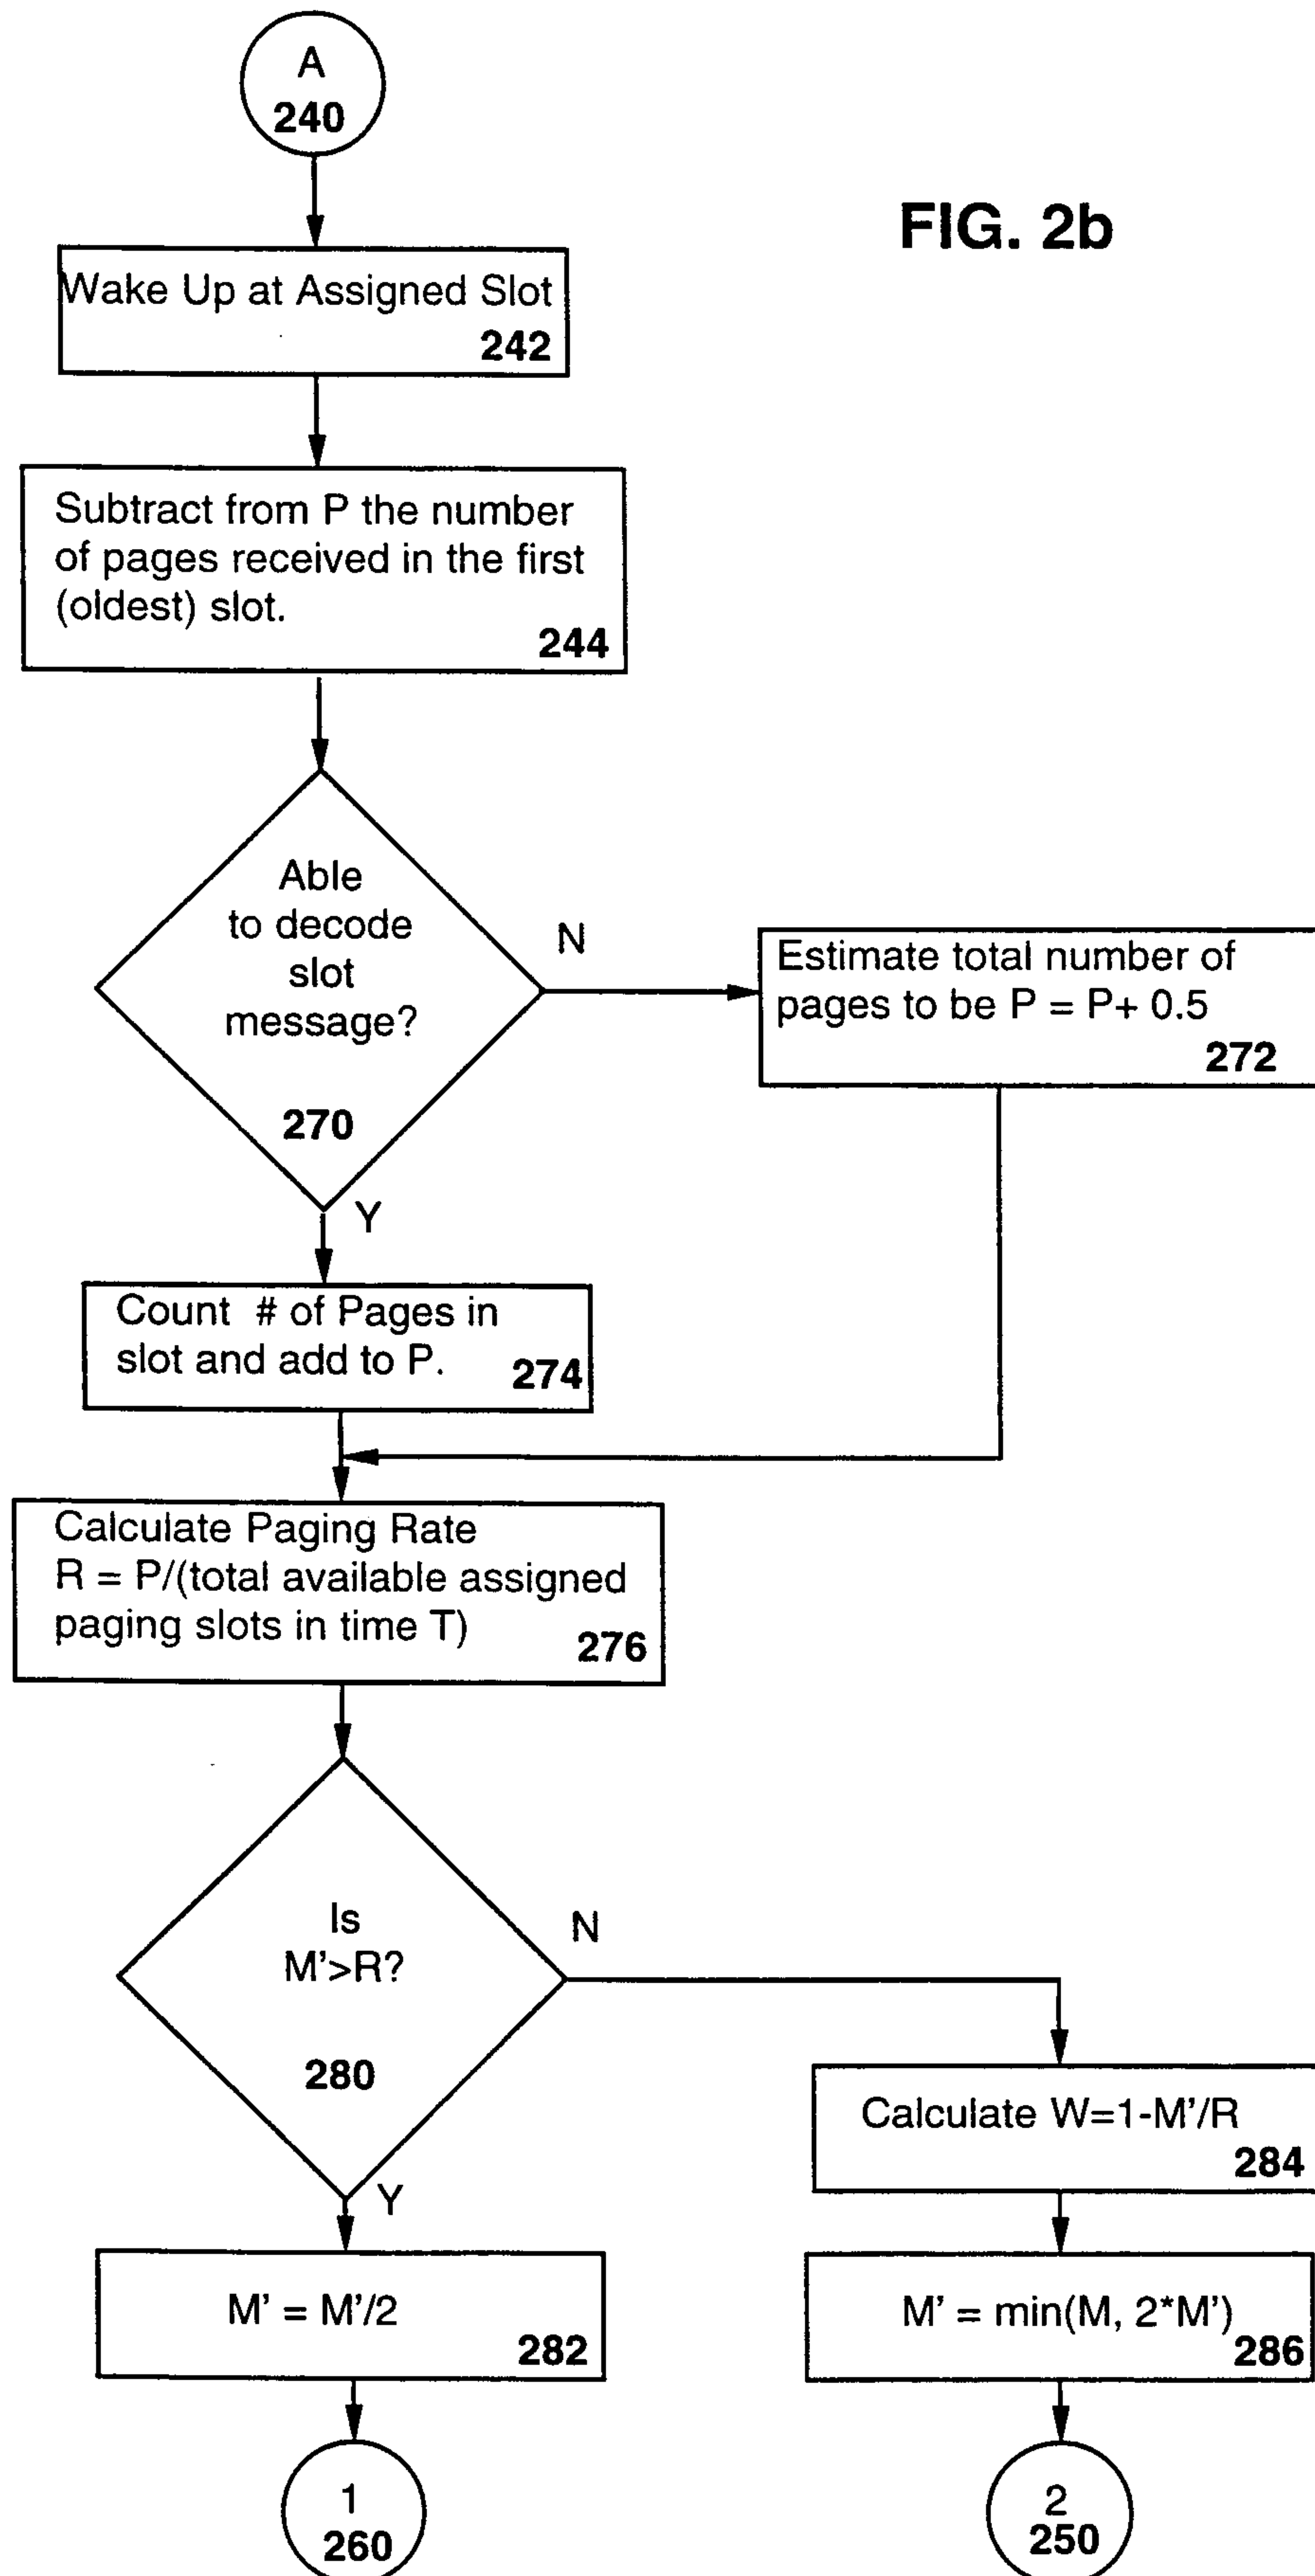 A
240
FIG. 2b
Wake Up at Assigned Slot
242
Subtract from P the number
of pages received in the first
(oldest) slot.
244
Able
to decode
slot
message?
270
N
Estimate total number of
pages to be P = P+ 0.5
272
Y
Count # of Pages in
slot and add to P.
274
Calculate Paging Rate
R = P/(total available assigned
paging slots in time T)
276
Is
M'>R?
280
N
Calculate W=1-M'/R
284
Y
M' = M'/2
282
M' = min(M, 2*M')
286
1
260
2
250